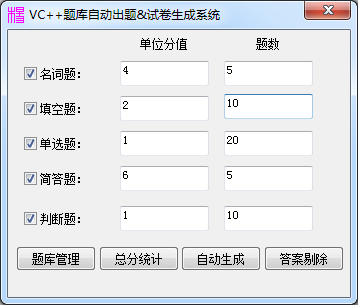 VC++题库自动出题&试卷生成系统
单位分值 题数
名词题： 4 5
填空题： 2 10
单选题： 1 20
简答题： 6 5
判断题： 1 10
题库管理 总分统计 自动生成 答案剔除